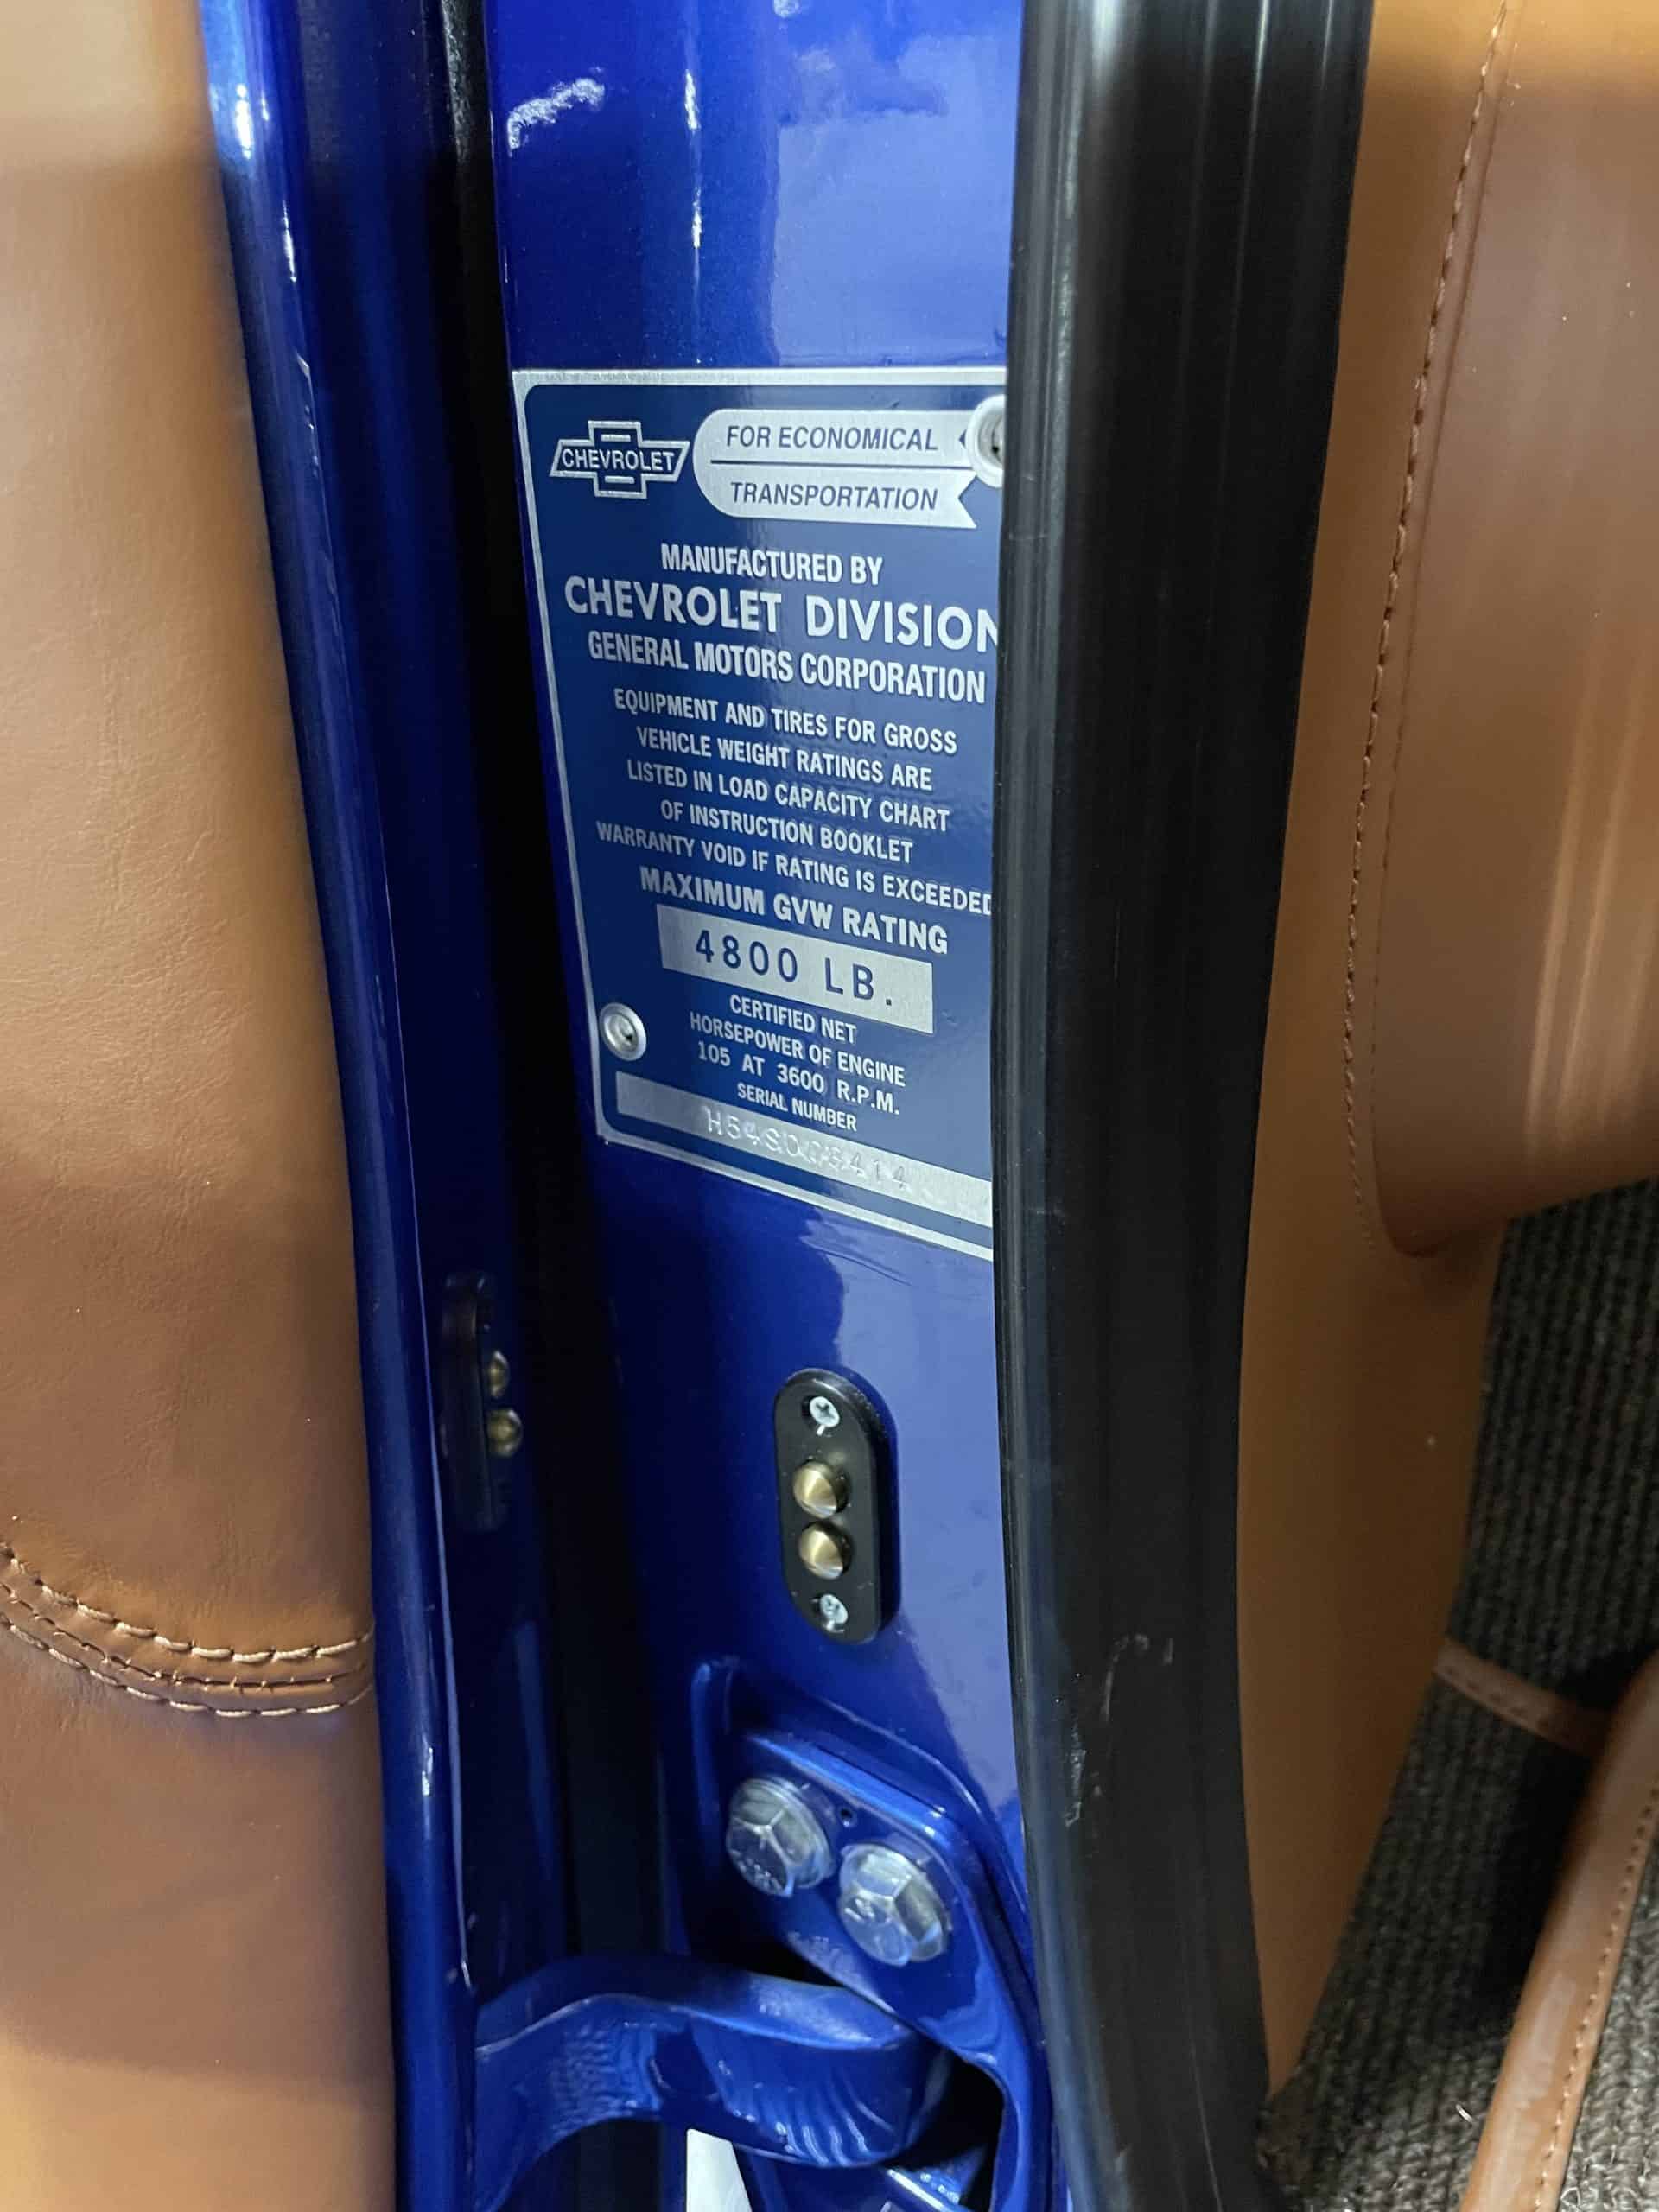 CHEVROLET
FOR ECONOMICAL
TRANSPORTATION
MANUFACTURED BY
CHEVROLET DIVISION
GENERAL MOTORS CORPORATION
EQUIPMENT AND TIRES FOR GROSS
VEHICLE WEIGHT RATINGS ARE
LISTED IN LOAD CAPACITY CHART
OF INSTRUCTION BOOKLET
WARRANTY VOID IF RATING IS EXCEEDED
MAXIMUM GVW RATING
4800 LB.
CERTIFIED NET
HORSEPOWER OF ENGINE
105 AT 3600 R.P.M.
SERIAL NUMBER